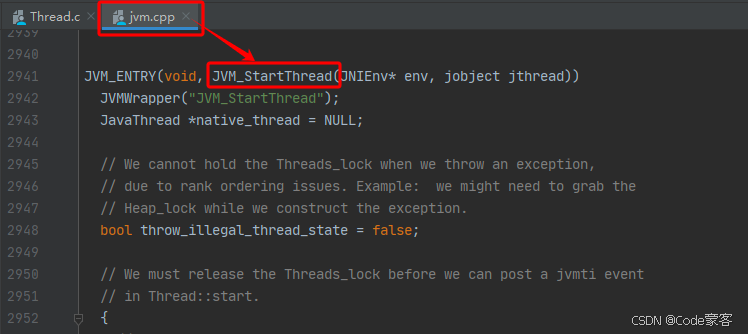 Thread.c jvm.cpp
2939
2940
2941 JVM_ENTRY(void, JVM_StartThread(JNIEnv* env, jobject jthread))
2942 JVMWrapper("JVM_StartThread");
2943 JavaThread *native_thread = NULL;
2944
2945 // We cannot hold the Threads_lock when we throw an exception,
2946 // due to rank ordering issues. Example:  we might need to grab the
2947 // Heap_lock while we construct the exception.
2948 bool throw_illegal_thread_state = false;
2949
2950 // We must release the Threads_lock before we can post a jvmti event
2951 // in Thread::start.
2952 {
CSDN @Code蒙客